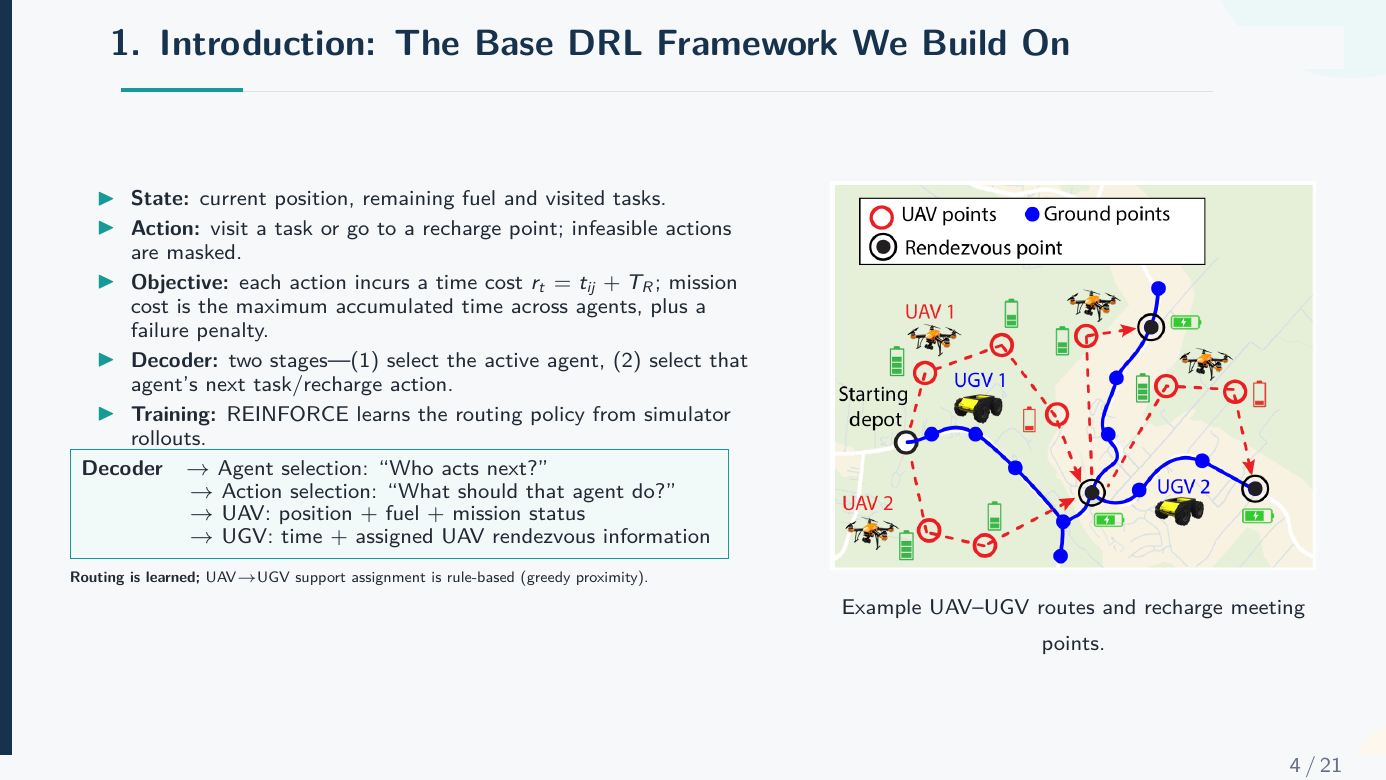 1. Introduction: The Base DRL Framework We Build On
▶ State: current position, remaining fuel and visited tasks.
▶ Action: visit a task or go to a recharge point; infeasible actions
are masked.
▶ Objective: each action incurs a time cost r_t = t_{ij} + T_R; mission
cost is the maximum accumulated time across agents, plus a
failure penalty.
▶ Decoder: two stages—(1) select the active agent, (2) select that
agent's next task/recharge action.
▶ Training: REINFORCE learns the routing policy from simulator
rollouts.
Decoder → Agent selection: “Who acts next?”
→ Action selection: “What should that agent do?”
→ UAV: position + fuel + mission status
→ UGV: time + assigned UAV rendezvous information
Routing is learned; UAV→UGV support assignment is rule-based (greedy proximity).
UAV points Ground points
Rendezvous point
UAV 1
UGV 1
Starting
depot
UAV 2
UGV 2
Example UAV–UGV routes and recharge meeting
points.
4 / 21